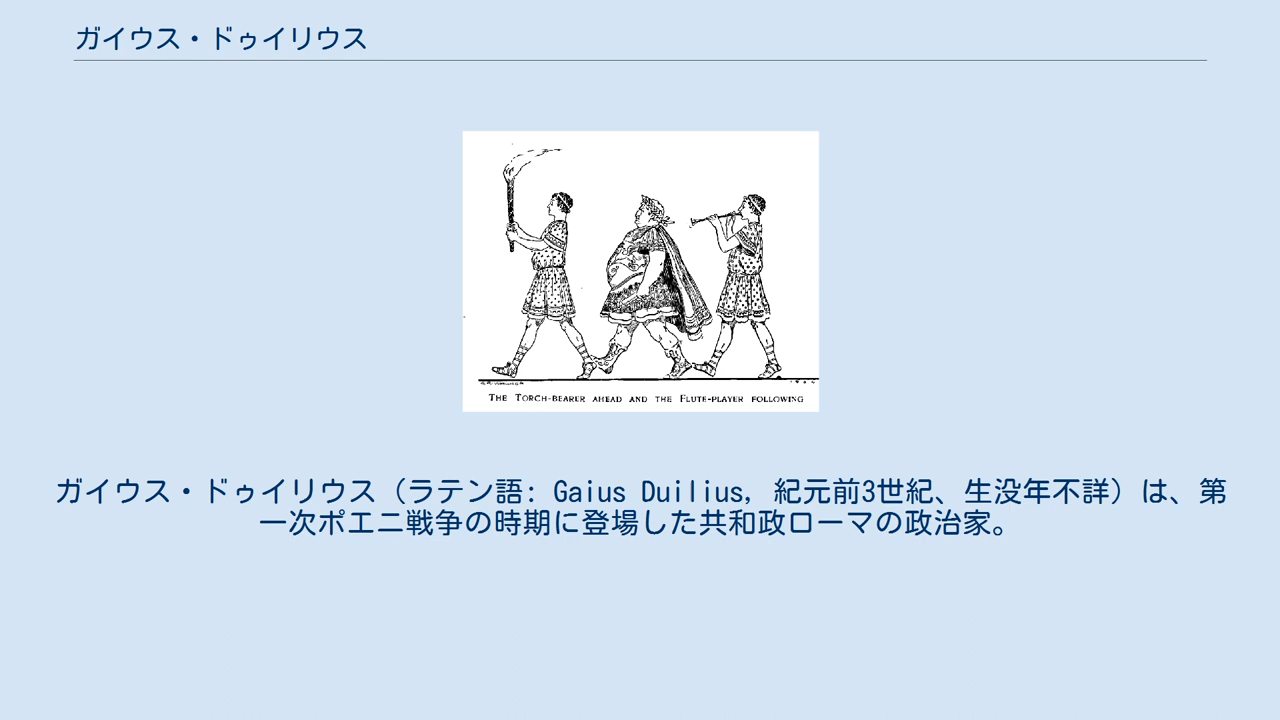 ガイウス・ドゥイリウス
THE TORCH-BEARER AHEAD AND THE FLUTE-PLAYER FOLLOWING
ガイウス・ドゥイリウス（ラテン語: Gaius Duilius, 紀元前3世紀、生没年不詳）は、第
一次ポエニ戦争の時期に登場した共和政ローマの政治家。